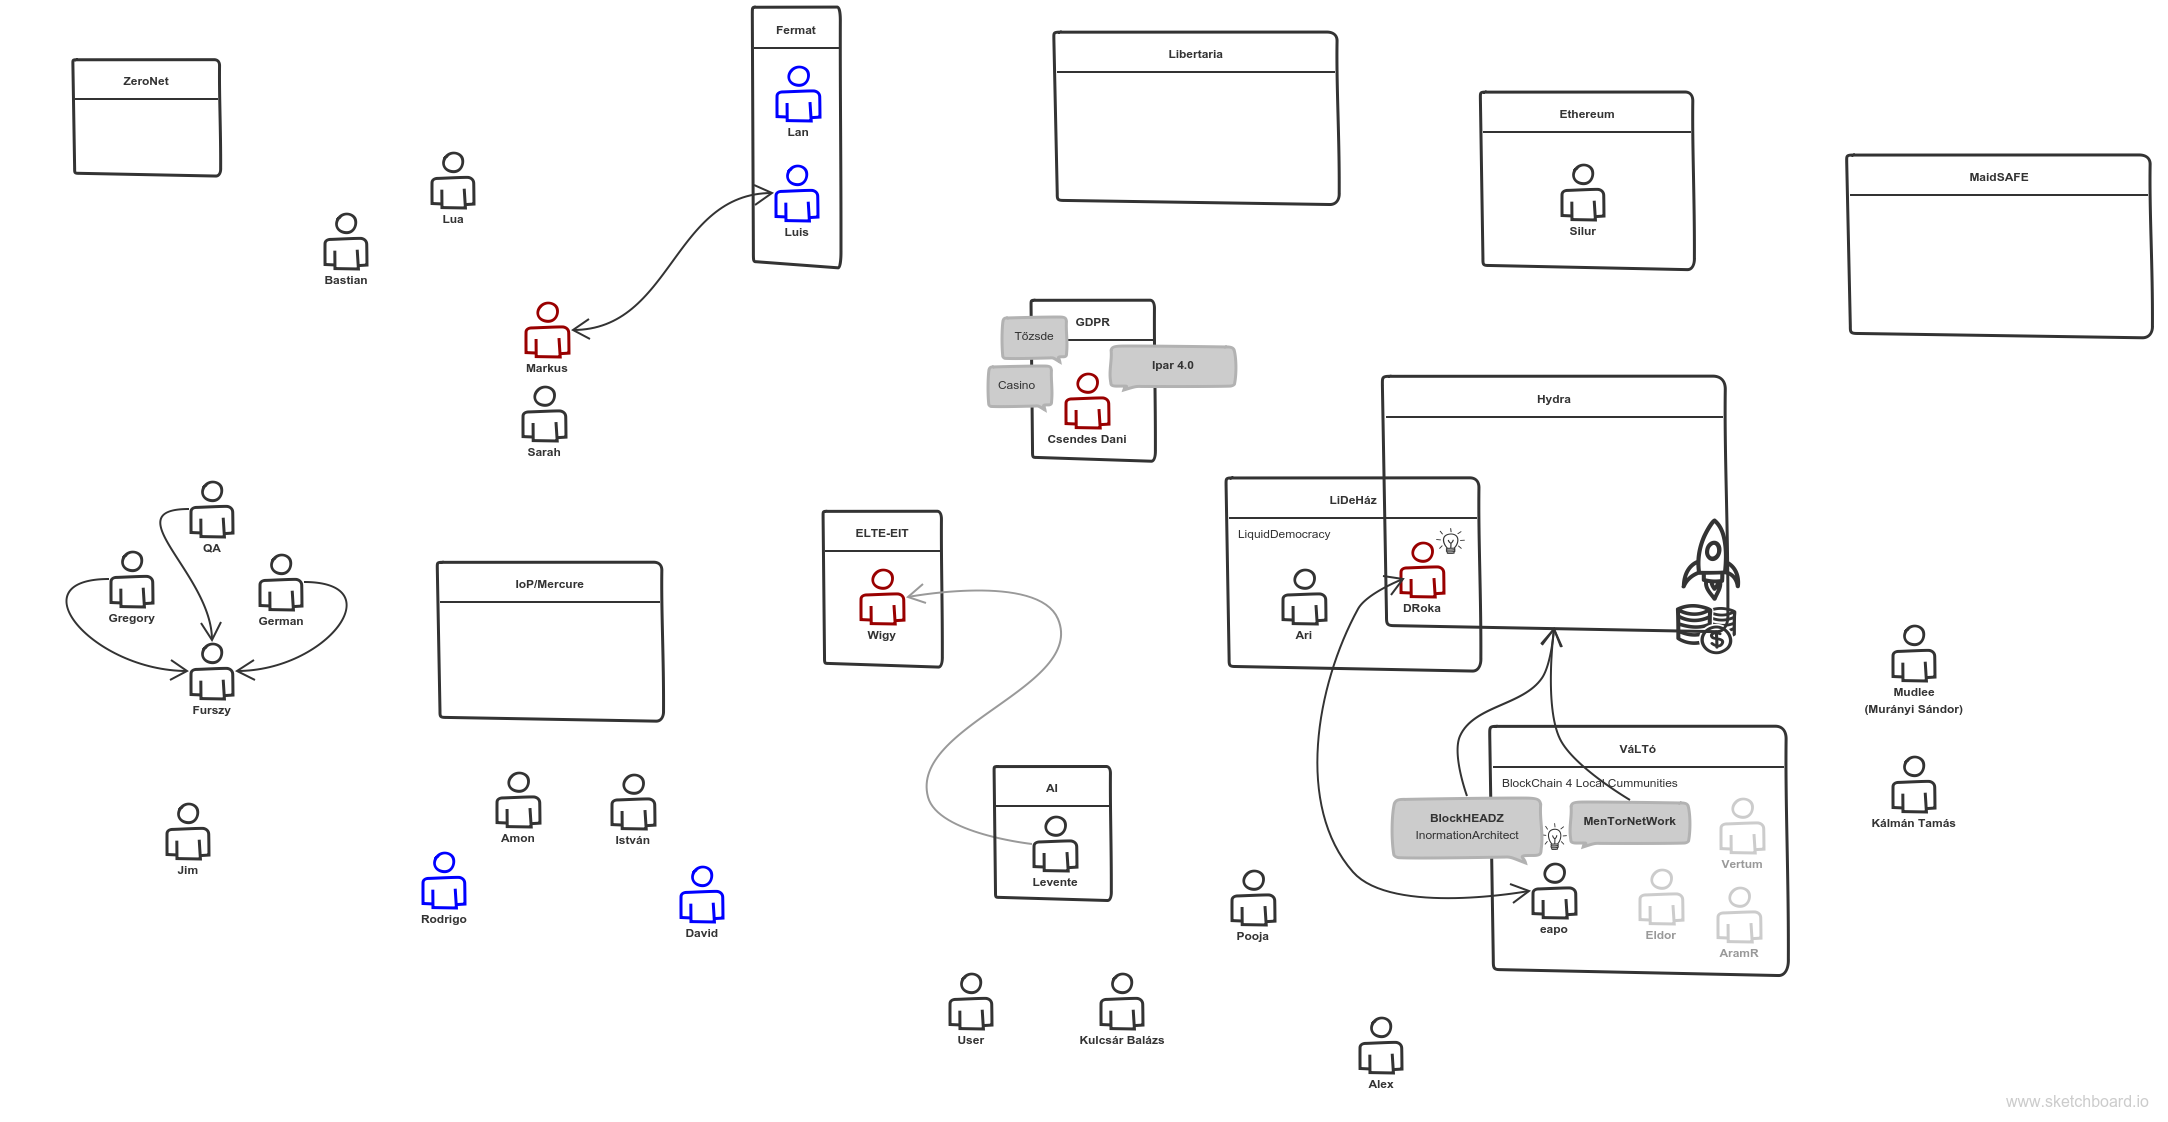 Fermat
Libertaria
ZeroNet
Ethereum
Lan
MaidSAFE
Lua
Luis
Silur
Bastian
GDPR
Tőzsde
Ipar 4.0
Markus
Casino
Hydra
Csendes Dani
Sarah
LiDeHáz
ELTE-EIT
LiquidDemocracy
QA
IoP/Mercure
DRoka
Gregory
German
Wigy
Ari
Mudlee
(Murányi Sándor)
Furszy
VáLTó
BlockChain 4 Local Cummunities
AI
BlockHEADZ
MenTorNetWork
InormationArchitect
Kálmán Tamás
Amon
István
Vertum
Jim
Levente
Rodrigo
eapo
David
Pooja
Eldor
AramR
User
Kulcsár Balázs
Alex
www.sketchboard.io